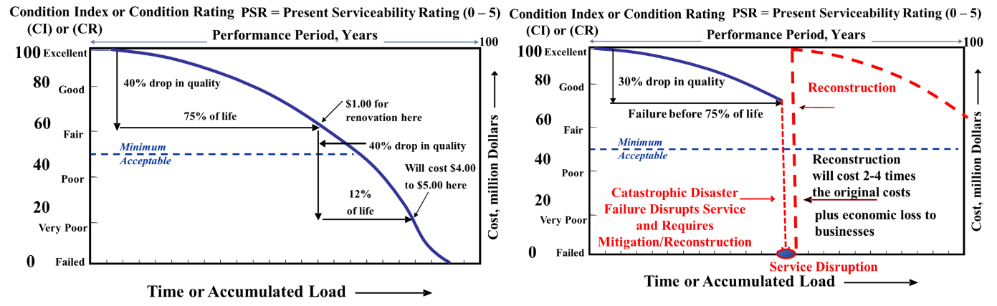 Condition Index or Condition Rating PSR = Present Serviceability Rating (0 – 5)
(CI) or (CR)
Performance Period, Years
100
100
Excellent
40% drop in quality
80
Good
$1.00 for
renovation here
75% of life
60
Fair
40% drop in quality
Minimum
Acceptable
40
Poor
Will cost $4.00
to $5.00 here
12%
of life
20
Very Poor
0
Failed
Cost, million Dollars
Time or Accumulated Load
Condition Index or Condition Rating PSR = Present Serviceability Rating (0 – 5)
(CI) or (CR)
Performance Period, Years
100
100
Excellent
30% drop in quality
Reconstruction
80
Good
Failure before 75% of life
60
Fair
Minimum
Acceptable
40
Poor
Reconstruction
will cost 2-4 times
the original costs
plus economic loss to
businesses
Catastrophic Disaster
Failure Disrupts Service
and Requires
Mitigation/Reconstruction
20
Very Poor
0
Failed
Service Disruption
Cost, million Dollars
Time or Accumulated Load